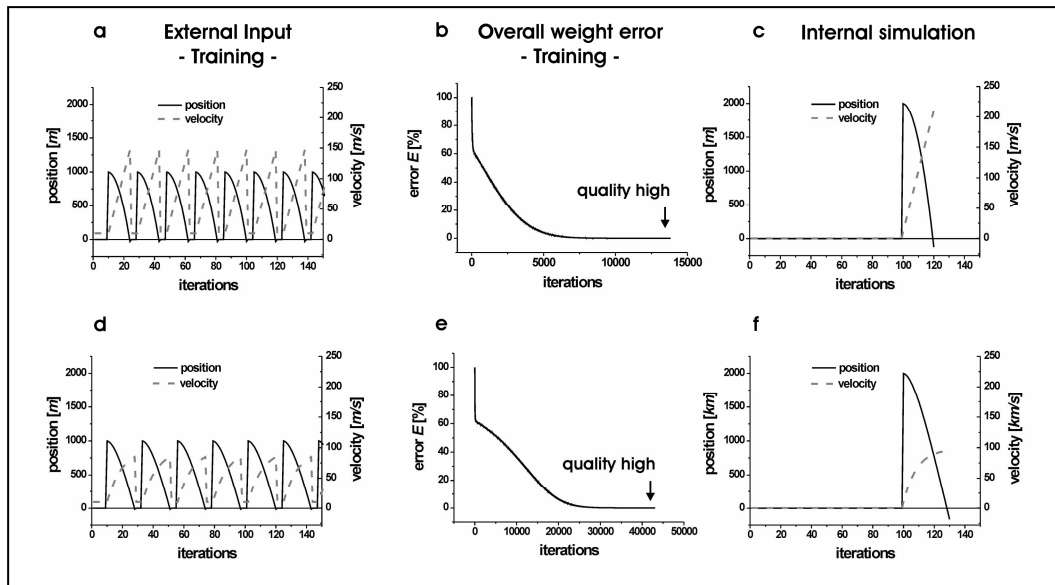 a
External Input
- Training -
b
Overall weight error
- Training -
c
Internal simulation
position [m]
2000
1500
1000
500
0
position
velocity
250
200
150
100
50
0
velocity [m/s]
0 20 40 60 80 100 120 140
iterations
error E [%]
100
80
60
40
20
0
quality high
0 5000 10000 15000
iterations
position [m]
2000
1500
1000
500
0
position
velocity
250
200
150
100
50
0
velocity [m/s]
0 20 40 60 80 100 120 140
iterations
d
e
f
position [m]
2000
1500
1000
500
0
position
velocity
250
200
150
100
50
0
velocity [m/s]
0 20 40 60 80 100 120 140
iterations
error E [%]
100
80
60
40
20
0
quality high
0 10000 20000 30000 40000 50000
iterations
position [km]
2000
1500
1000
500
0
position
velocity
250
200
150
100
50
0
velocity [km/s]
0 20 40 60 80 100 120 140
iterations